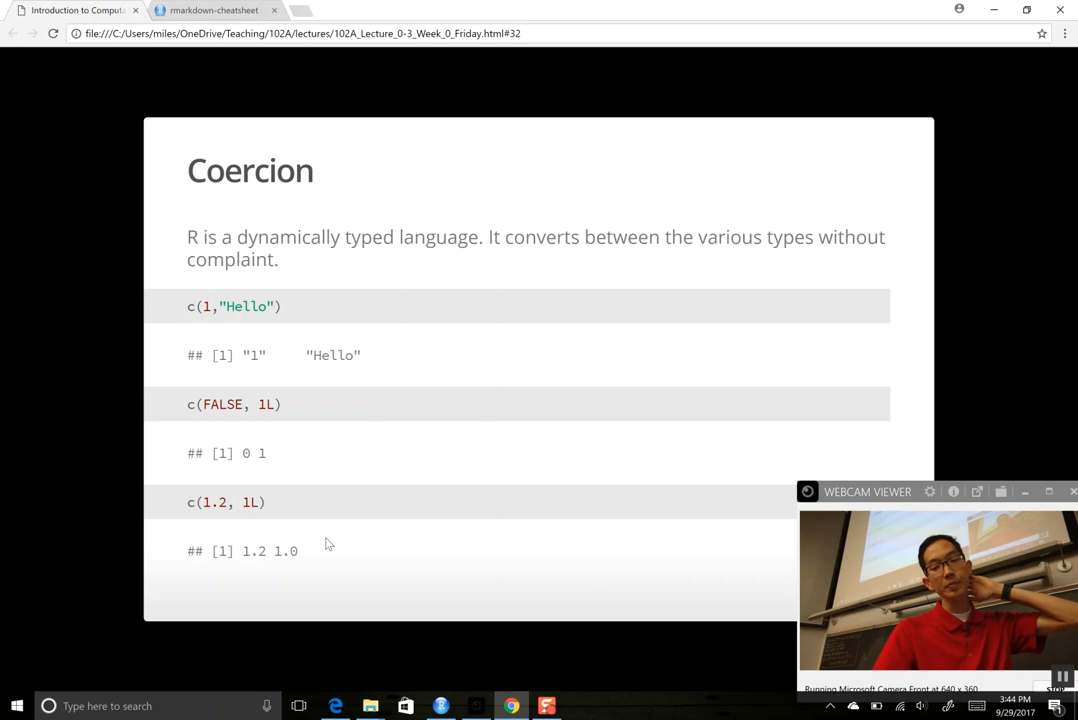 Introduction to Computa
rmarkdown-cheatsheet
file:///C:/Users/miles/OneDrive/Teaching/102A/lectures/102A_Lecture_0-3_Week_0_Friday.html#32
Coercion
R is a dynamically typed language. It converts between the various types without
complaint.
c(1,"Hello")
## [1] "1"     "Hello"
c(FALSE, 1L)
## [1] 0 1
c(1.2, 1L)
## [1] 1.2 1.0
WEBCAM VIEWER
Running Microsoft Camera Front at 640 x 360
STOP
Type here to search
3:44 PM
9/29/2017